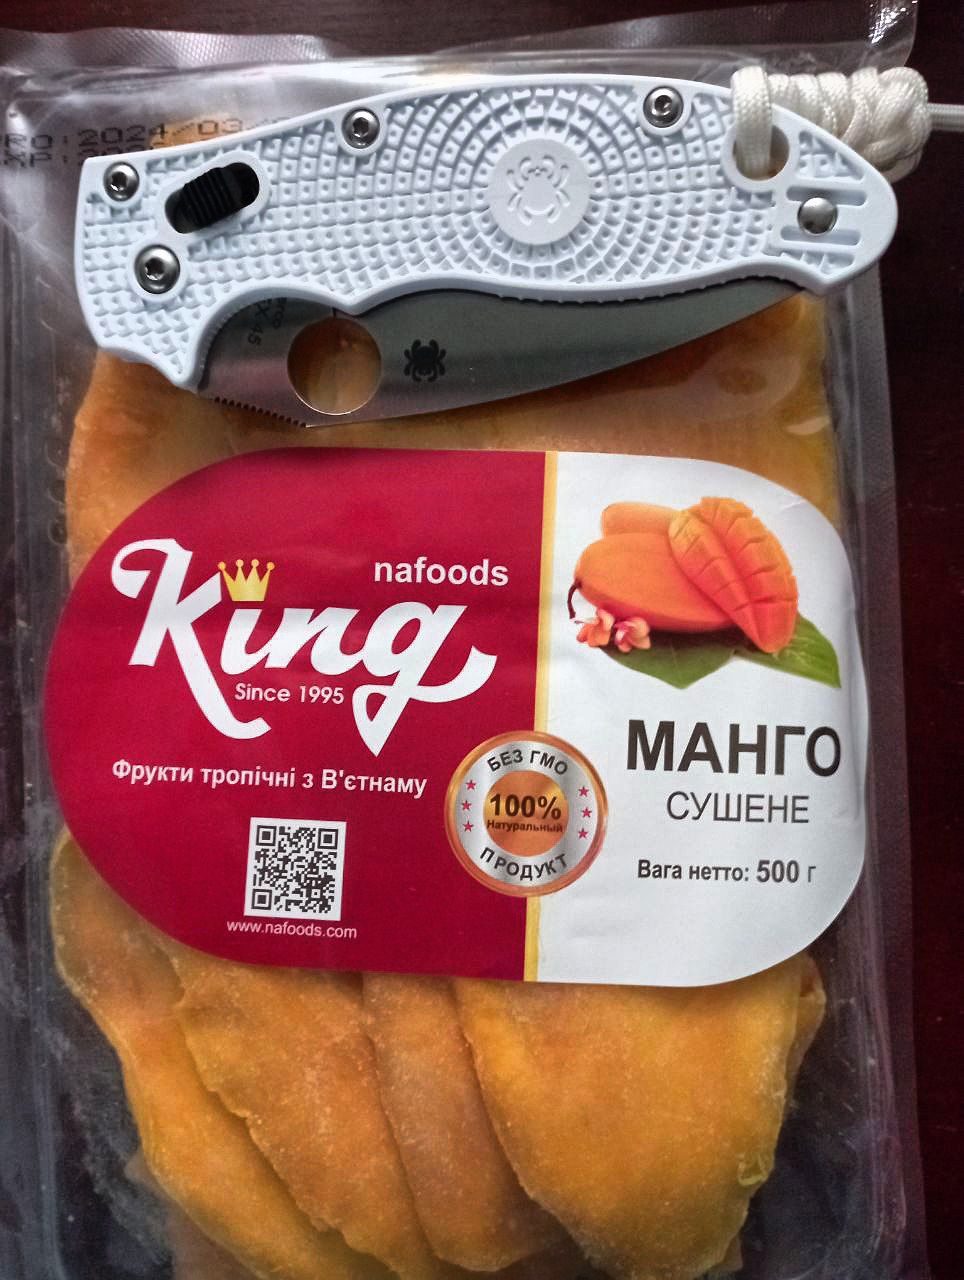 2024
nafoods
King
Since 1995
Фрукти тропічні з В'єтнаму
www.nafoods.com
БЕЗ ГМО
100%
Натуральный
ПРОДУКТ
МАНГО
СУШЕНЕ
Вага нетто: 500 г